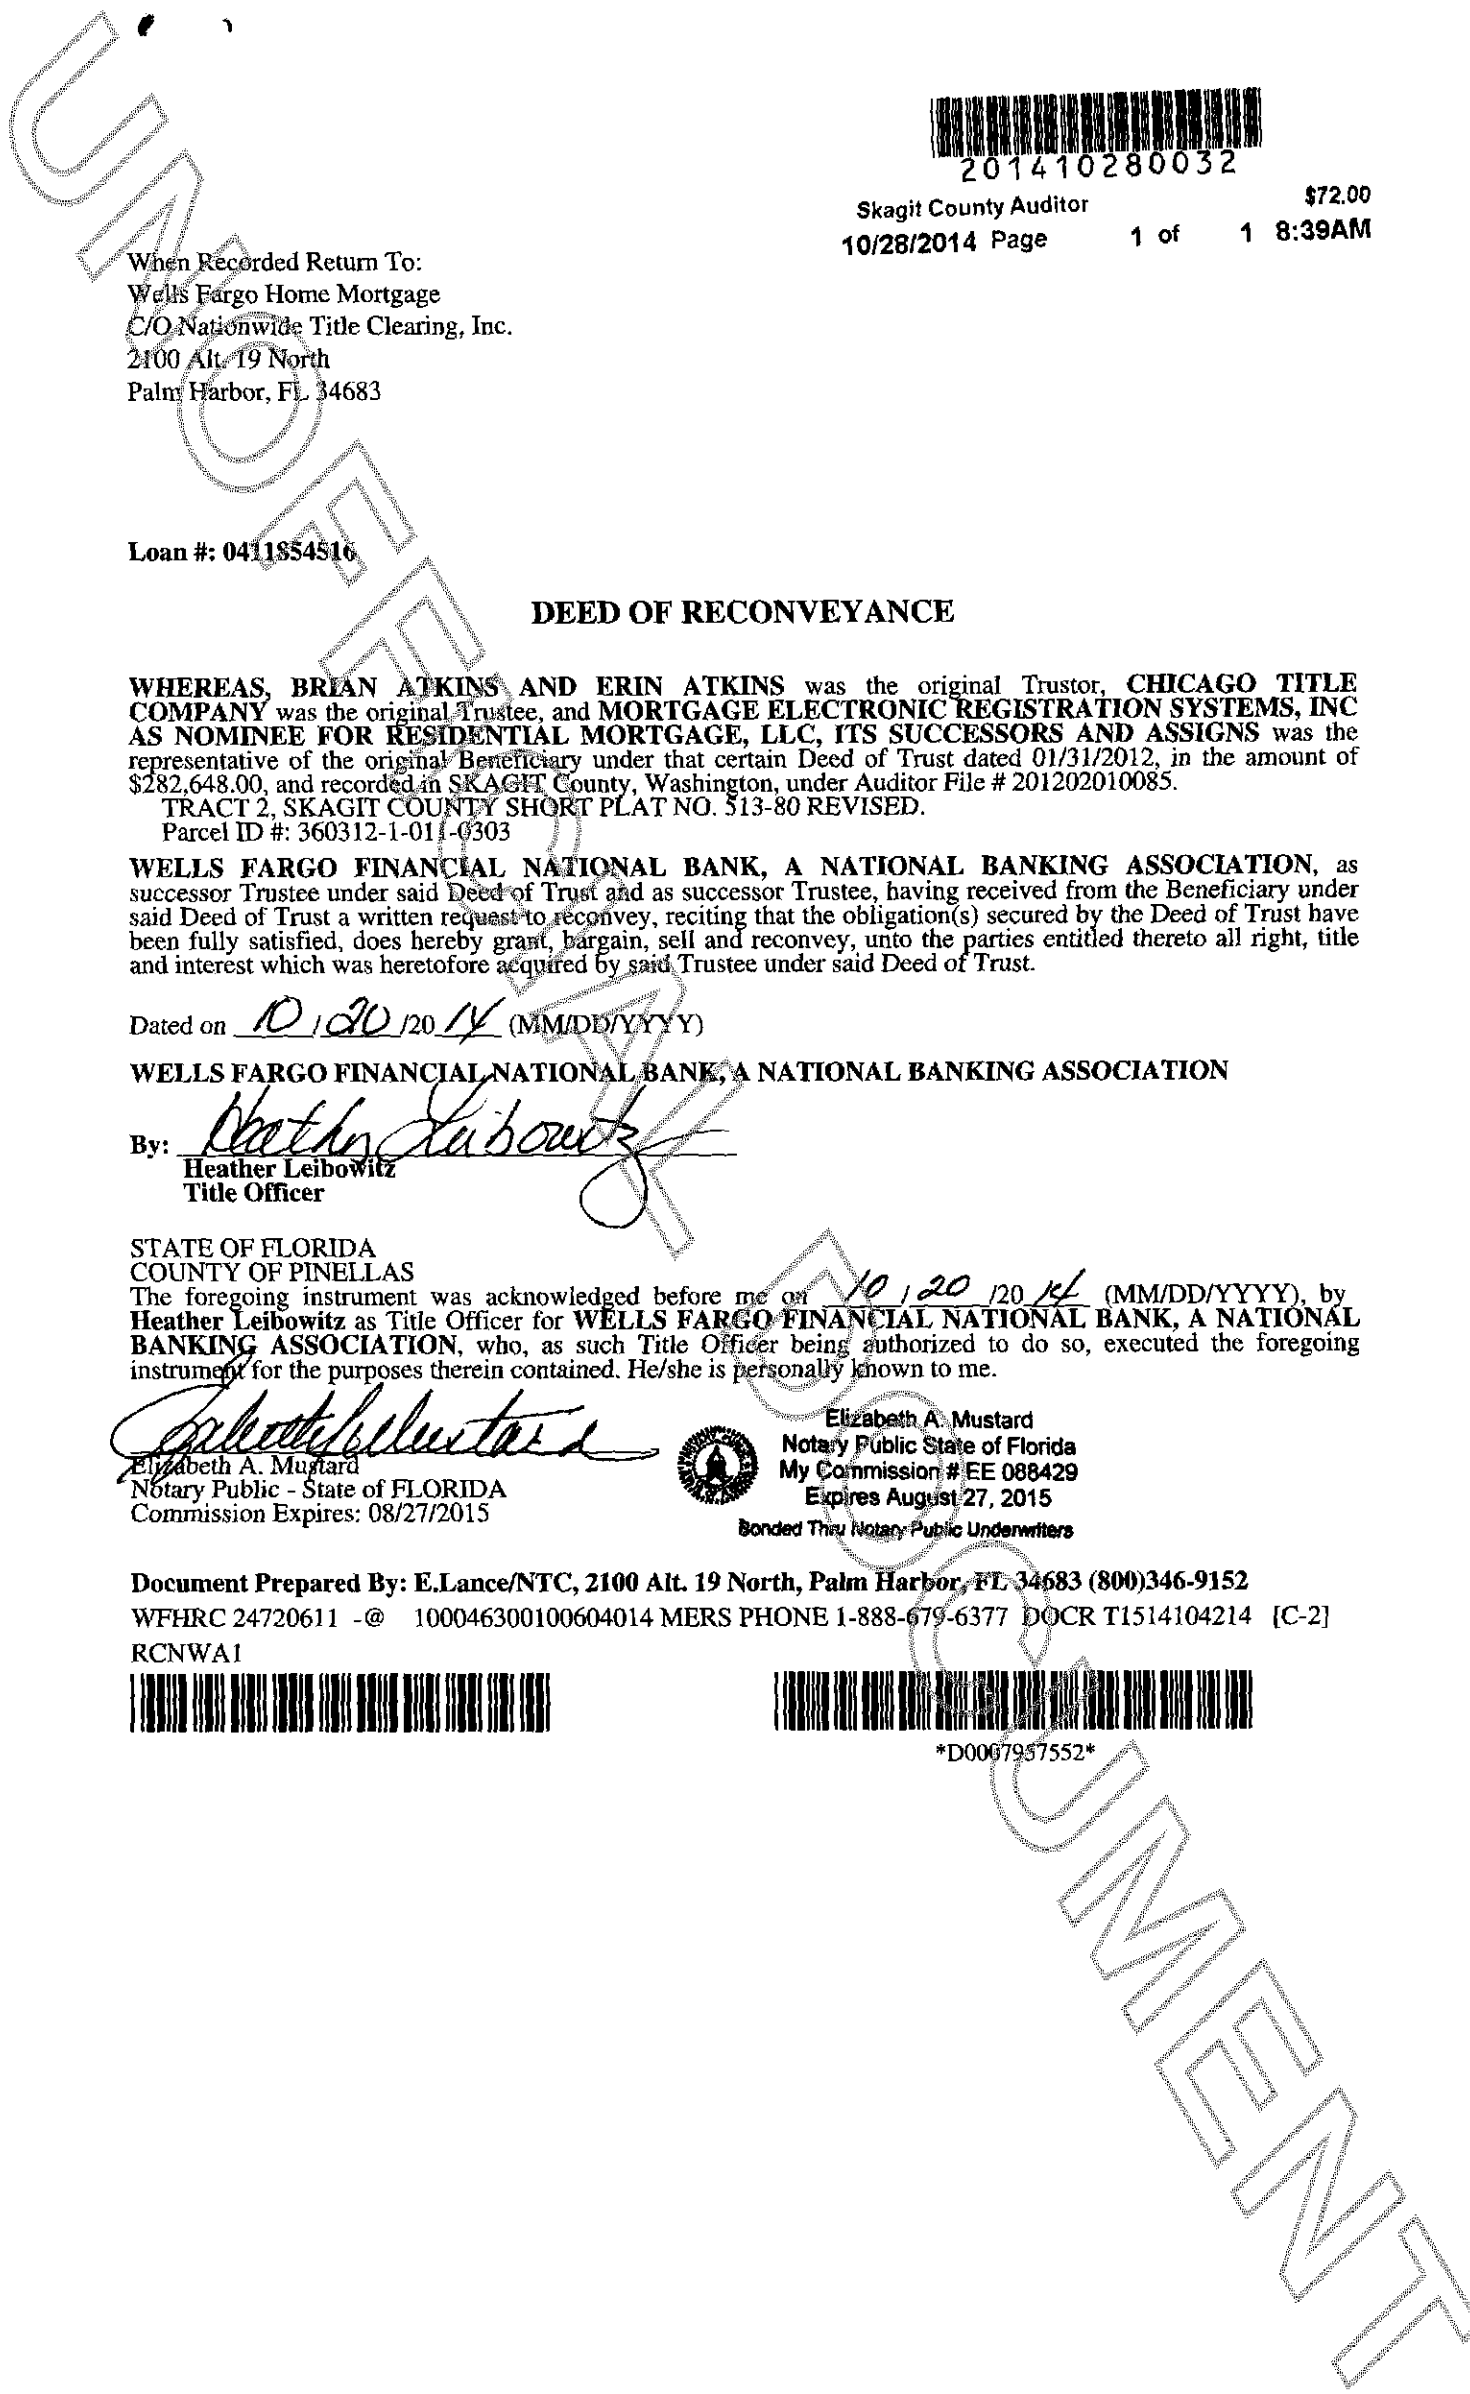 201410280032
Skagit County Auditor $72.00
10/28/2014 Page 1 of 1 8:39AM
When Recorded Return To:
Wells Fargo Home Mortgage
C/O Nationwide Title Clearing, Inc.
2100 Alt. 19 North
Palm Harbor, FL 34683
Loan #: 0411854516
DEED OF RECONVEYANCE
WHEREAS, BRIAN ATKINS AND ERIN ATKINS was the original Trustor, CHICAGO TITLE
COMPANY was the original Trustee, and MORTGAGE ELECTRONIC REGISTRATION SYSTEMS, INC
AS NOMINEE FOR RESIDENTIAL MORTGAGE, LLC, ITS SUCCESSORS AND ASSIGNS was the
representative of the original Beneficiary under that certain Deed of Trust dated 01/31/2012, in the amount of
$282,648.00, and recorded in SKAGIT County, Washington, under Auditor File # 201202010085.
TRACT 2, SKAGIT COUNTY SHORT PLAT NO. 513-80 REVISED.
Parcel ID #: 360312-1-011-0303
WELLS FARGO FINANCIAL NATIONAL BANK, A NATIONAL BANKING ASSOCIATION, as
successor Trustee under said Deed of Trust and as successor Trustee, having received from the Beneficiary under
said Deed of Trust a written request to reconvey, reciting that the obligation(s) secured by the Deed of Trust have
been fully satisfied, does hereby grant, bargain, sell and reconvey, unto the parties entitled thereto all right, title
and interest which was heretofore acquired by said Trustee under said Deed of Trust.
Dated on 10 / 20 /20 14 (MM/DD/YYYY)
WELLS FARGO FINANCIAL NATIONAL BANK, A NATIONAL BANKING ASSOCIATION
By: Heather Leibowitz
Heather Leibowitz
Title Officer
STATE OF FLORIDA
COUNTY OF PINELLAS
The foregoing instrument was acknowledged before me on 10 / 20 /20 14 (MM/DD/YYYY), by
Heather Leibowitz as Title Officer for WELLS FARGO FINANCIAL NATIONAL BANK, A NATIONAL
BANKING ASSOCIATION, who, as such Title Officer being authorized to do so, executed the foregoing
instrument for the purposes therein contained. He/she is personally known to me.
Elizabeth A. Mustard
Elizabeth A. Mustard
Notary Public - State of FLORIDA
Commission Expires: 08/27/2015
Elizabeth A. Mustard
Notary Public State of Florida
My Commission # EE 088429
Expires August 27, 2015
Bonded Thru Notary Public Underwriters
Document Prepared By: E.Lance/NTC, 2100 Alt. 19 North, Palm Harbor, FL 34683 (800)346-9152
WFHRC 24720611 -@ 100046300100604014 MERS PHONE 1-888-679-6377 DOCR T1514104214 [C-2]
RCNWA1
*D0007957552*
UNOFFICIAL DOCUMENT